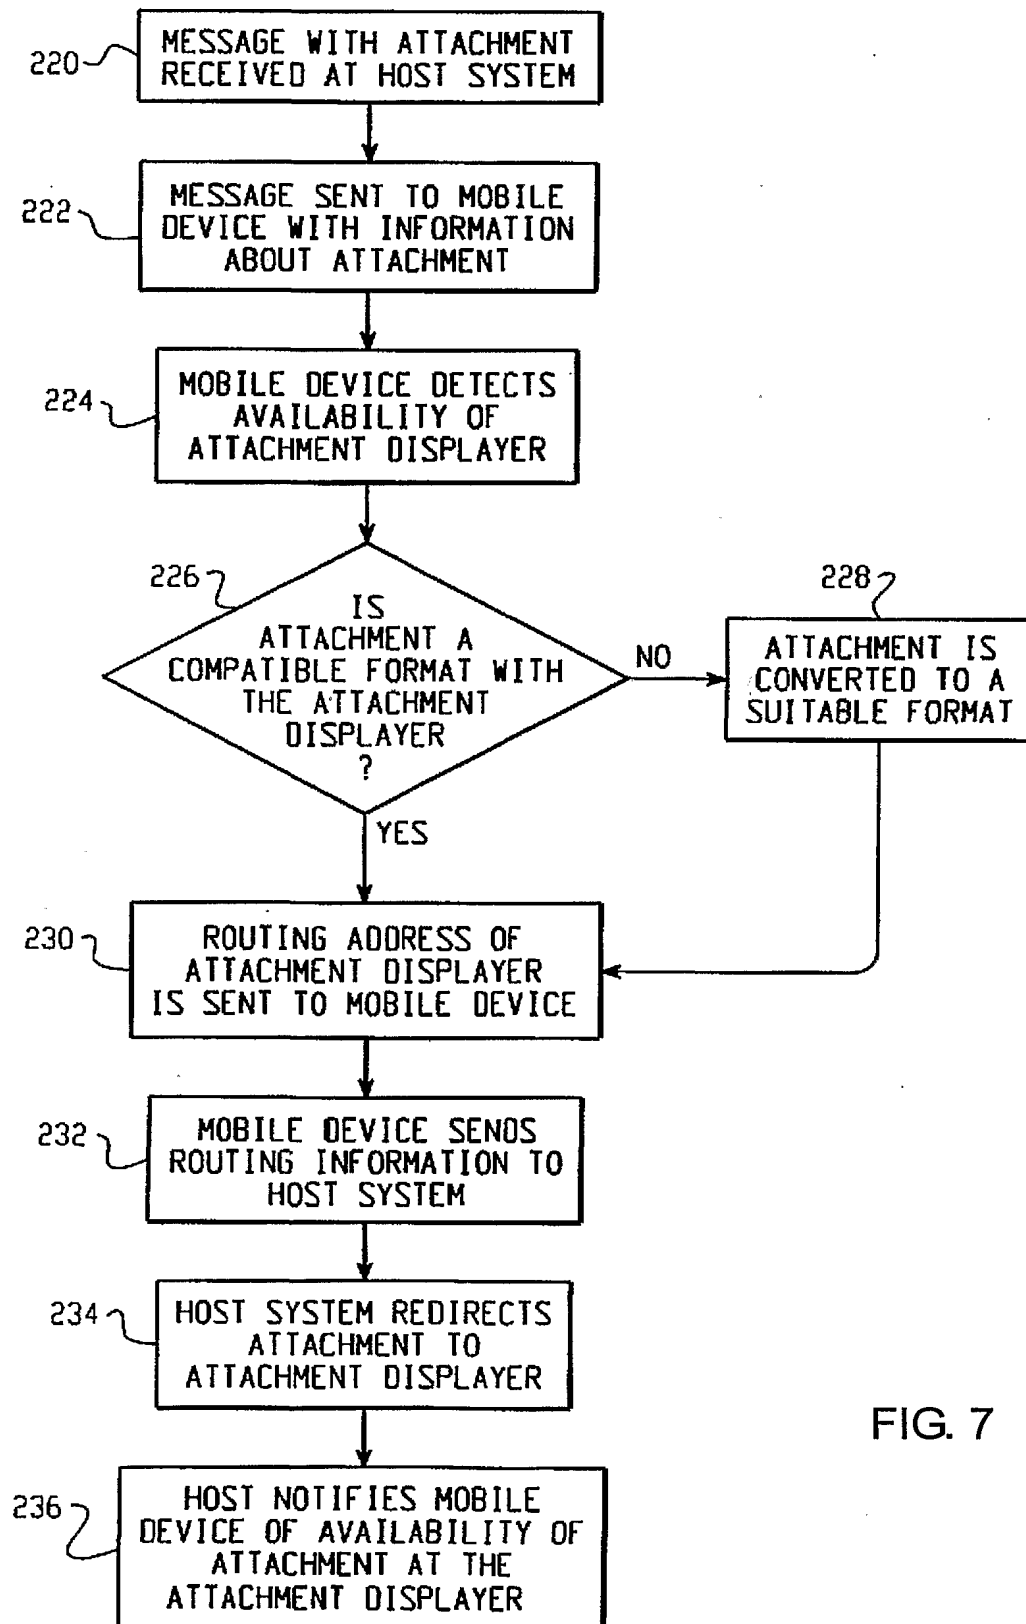 220
MESSAGE WITH ATTACHMENT
RECEIVED AT HOST SYSTEM
222
MESSAGE SENT TO MOBILE
DEVICE WITH INFORMATION
ABOUT ATTACHMENT
224
MOBILE DEVICE DETECTS
AVAILABILITY OF
ATTACHMENT DISPLAYER
226
IS
ATTACHMENT A
COMPATIBLE FORMAT WITH
THE ATTACHMENT
DISPLAYER
?
NO
228
ATTACHMENT IS
CONVERTED TO A
SUITABLE FORMAT
YES
230
ROUTING ADDRESS OF
ATTACHMENT DISPLAYER
IS SENT TO MOBILE DEVICE
232
MOBILE DEVICE SENDS
ROUTING INFORMATION TO
HOST SYSTEM
234
HOST SYSTEM REDIRECTS
ATTACHMENT TO
ATTACHMENT DISPLAYER
236
HOST NOTIFIES MOBILE
DEVICE OF AVAILABILITY OF
ATTACHMENT AT THE
ATTACHMENT DISPLAYER
FIG. 7